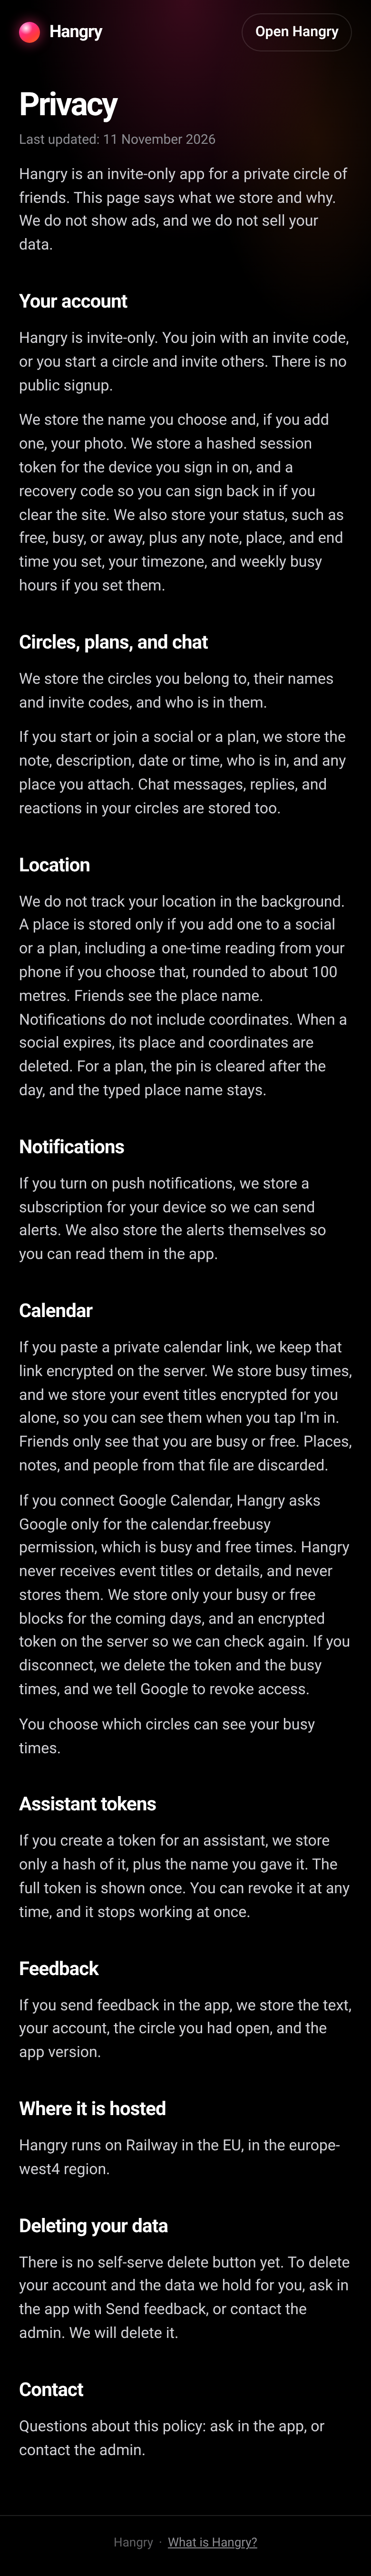 Hangry
Open Hangry
Privacy
Last updated: 11 November 2026
Hangry is an invite-only app for a private circle of
friends. This page says what we store and why.
We do not show ads, and we do not sell your
data.
Your account
Hangry is invite-only. You join with an invite code,
or you start a circle and invite others. There is no
public signup.
We store the name you choose and, if you add
one, your photo. We store a hashed session
token for the device you sign in on, and a
recovery code so you can sign back in if you
clear the site. We also store your status, such as
free, busy, or away, plus any note, place, and end
time you set, your timezone, and weekly busy
hours if you set them.
Circles, plans, and chat
We store the circles you belong to, their names
and invite codes, and who is in them.
If you start or join a social or a plan, we store the
note, description, date or time, who is in, and any
place you attach. Chat messages, replies, and
reactions in your circles are stored too.
Location
We do not track your location in the background.
A place is stored only if you add one to a social
or a plan, including a one-time reading from your
phone if you choose that, rounded to about 100
metres. Friends see the place name.
Notifications do not include coordinates. When a
social expires, its place and coordinates are
deleted. For a plan, the pin is cleared after the
day, and the typed place name stays.
Notifications
If you turn on push notifications, we store a
subscription for your device so we can send
alerts. We also store the alerts themselves so
you can read them in the app.
Calendar
If you paste a private calendar link, we keep that
link encrypted on the server. We store busy times,
and we store your event titles encrypted for you
alone, so you can see them when you tap I'm in.
Friends only see that you are busy or free. Places,
notes, and people from that file are discarded.
If you connect Google Calendar, Hangry asks
Google only for the calendar.freebusy
permission, which is busy and free times. Hangry
never receives event titles or details, and never
stores them. We store only your busy or free
blocks for the coming days, and an encrypted
token on the server so we can check again. If you
disconnect, we delete the token and the busy
times, and we tell Google to revoke access.
You choose which circles can see your busy
times.
Assistant tokens
If you create a token for an assistant, we store
only a hash of it, plus the name you gave it. The
full token is shown once. You can revoke it at any
time, and it stops working at once.
Feedback
If you send feedback in the app, we store the text,
your account, the circle you had open, and the
app version.
Where it is hosted
Hangry runs on Railway in the EU, in the europe-
west4 region.
Deleting your data
There is no self-serve delete button yet. To delete
your account and the data we hold for you, ask in
the app with Send feedback, or contact the
admin. We will delete it.
Contact
Questions about this policy: ask in the app, or
contact the admin.
Hangry · What is Hangry?